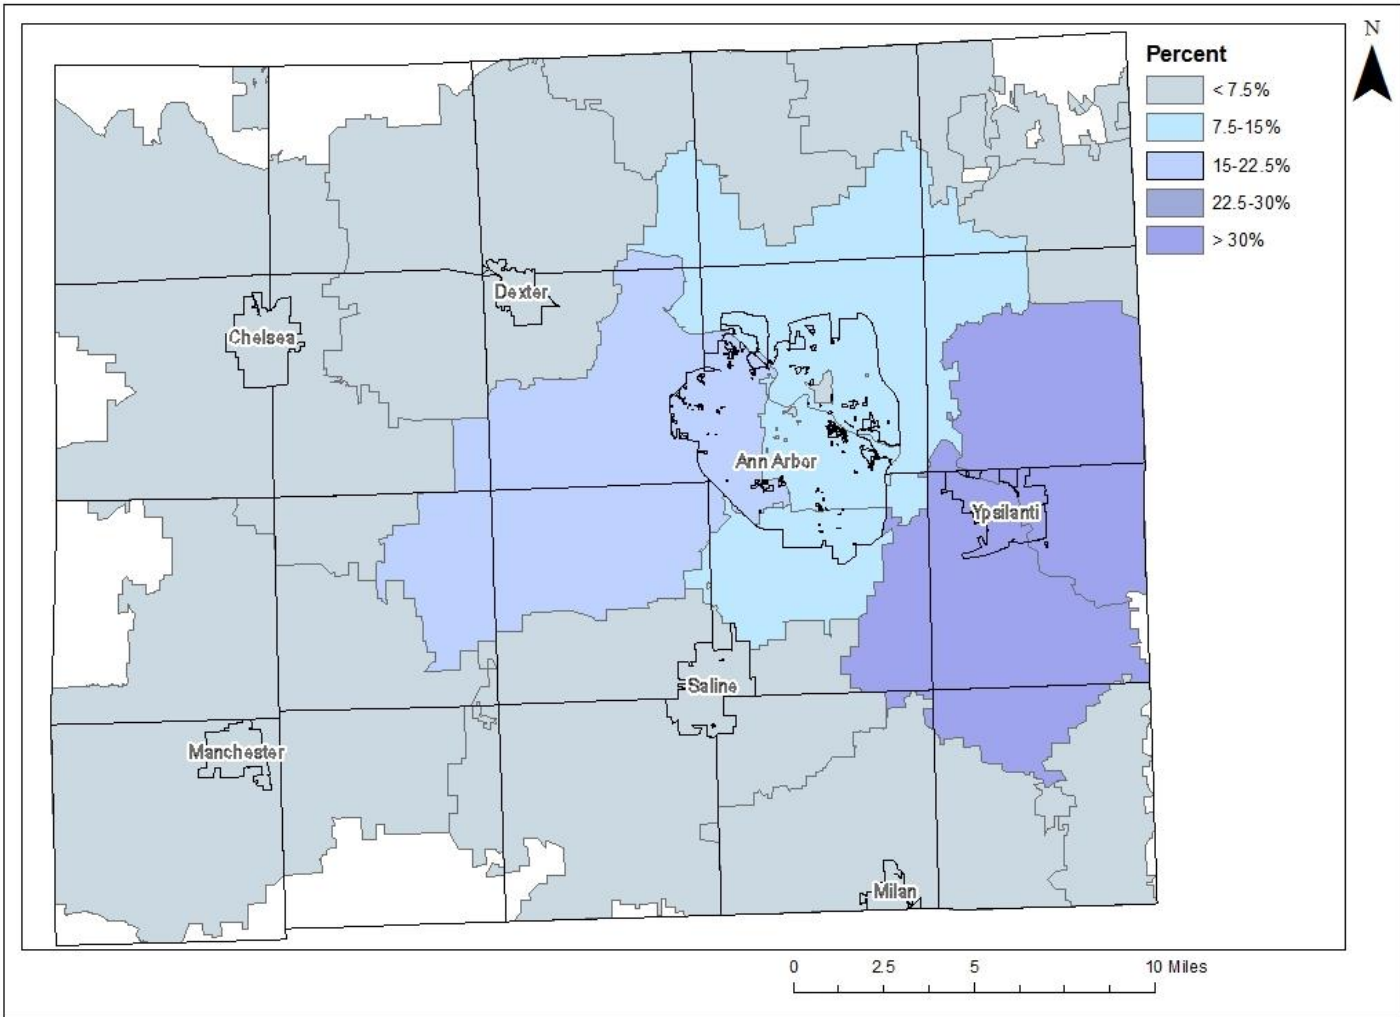 N
Percent
< 7.5%
7.5-15%
15-22.5%
22.5-30%
> 30%
Dexter
Chelsea
Ann Arbor
Ypsilanti
Saline
Manchester
Milan
0 2.5 5 10 Miles